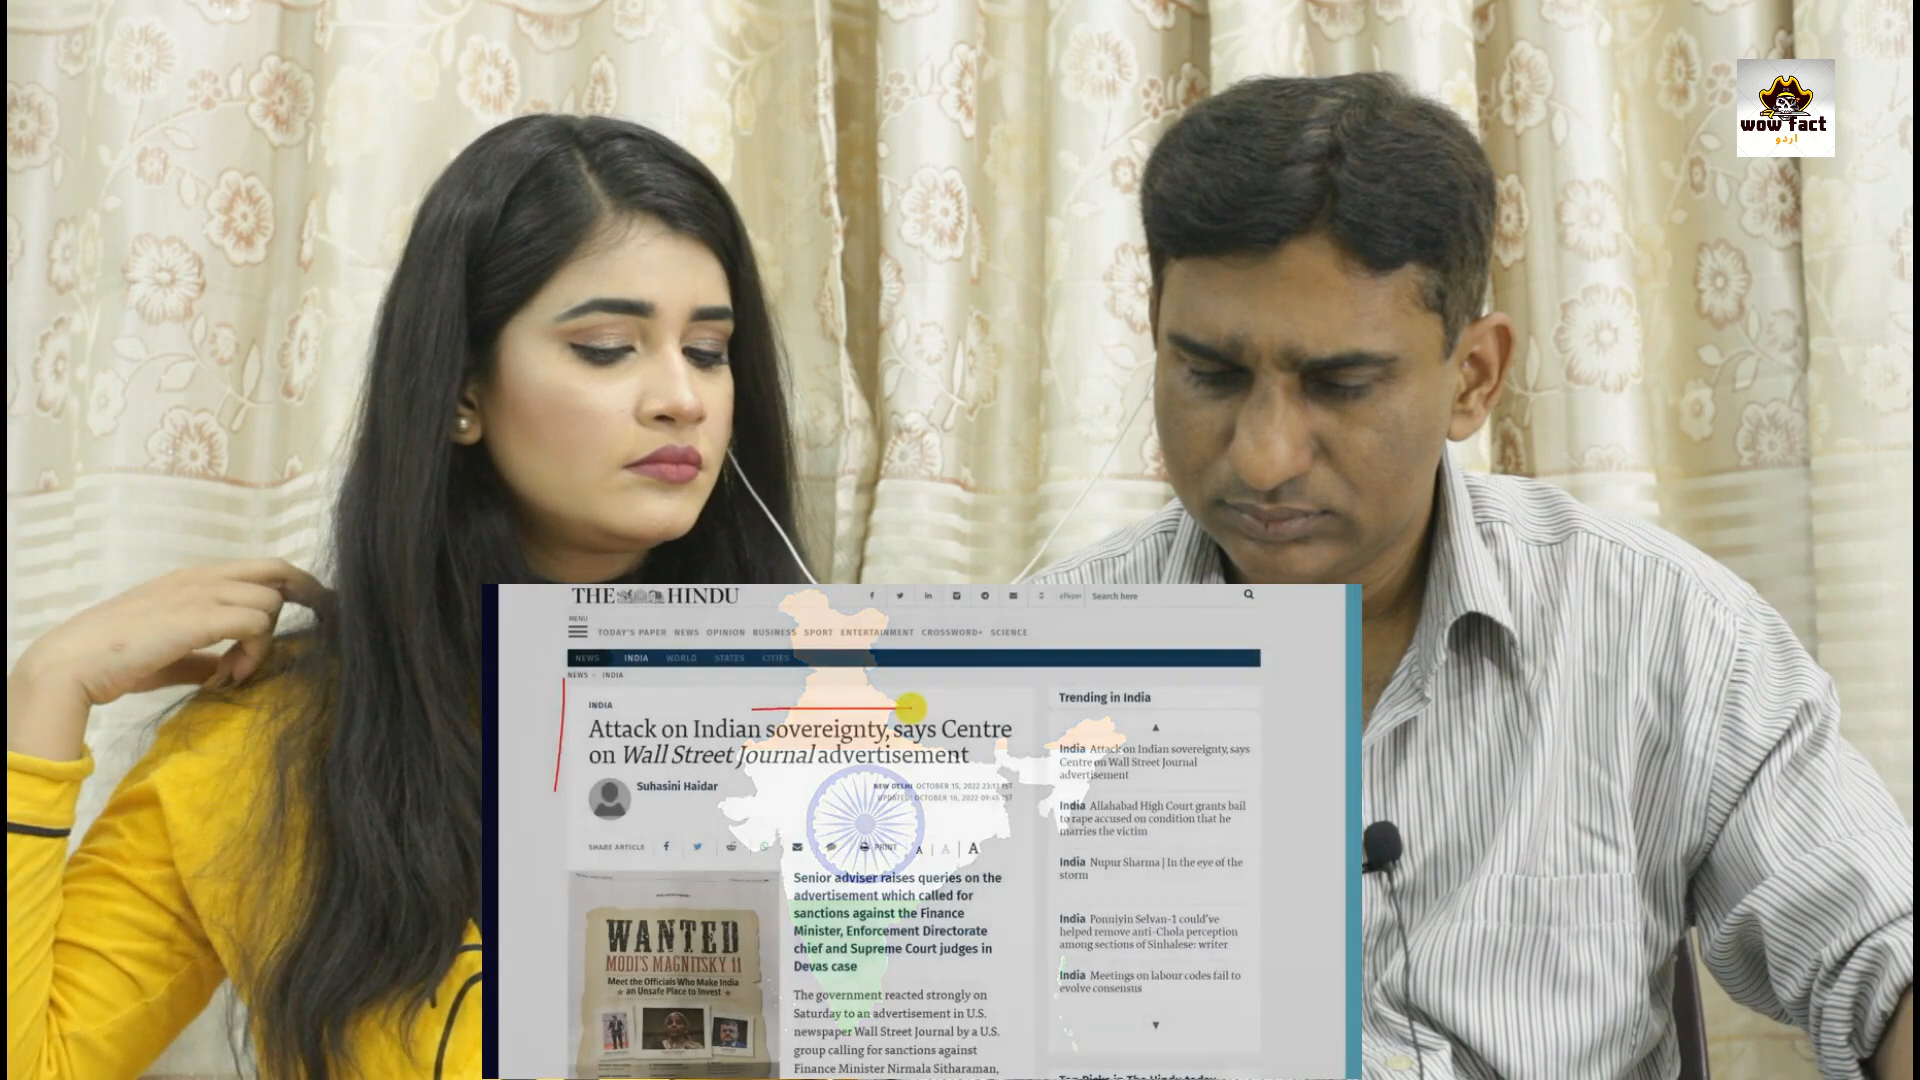 wow fact
اردو
THE HINDU
Search here
MENU
TODAY'S PAPER NEWS OPINION BUSINESS SPORT ENTERTAINMENT CROSSWORD+ SCIENCE
NEWS INDIA WORLD STATES CITIES
NEWS INDIA
INDIA
Attack on Indian sovereignty, says Centre
on Wall Street Journal advertisement
Suhasini Haidar
NEW DELHI OCTOBER 15, 2022 23:11 IST
UPDATED: OCTOBER 16, 2022 09:45 IST
SHARE ARTICLE
PRINT A | A | A
WANTED
MODI'S MAGNITSKY 11
Meet the Officials Who Make India
an Unsafe Place to Invest
Senior adviser raises queries on the
advertisement which called for
sanctions against the Finance
Minister, Enforcement Directorate
chief and Supreme Court judges in
Devas case
The government reacted strongly on
Saturday to an advertisement in U.S.
newspaper Wall Street Journal by a U.S.
group calling for sanctions against
Finance Minister Nirmala Sitharaman,
Trending in India
India Attack on Indian sovereignty, says
Centre on Wall Street Journal
advertisement
India Allahabad High Court grants bail
to rape accused on condition that he
marries the victim
India Nupur Sharma | In the eye of the
storm
India Ponniyin Selvan-1 could've
helped remove anti-Chola perception
among sections of Sinhalese: writer
India Meetings on labour codes fail to
evolve consensus
Top Picks in The Hindu today